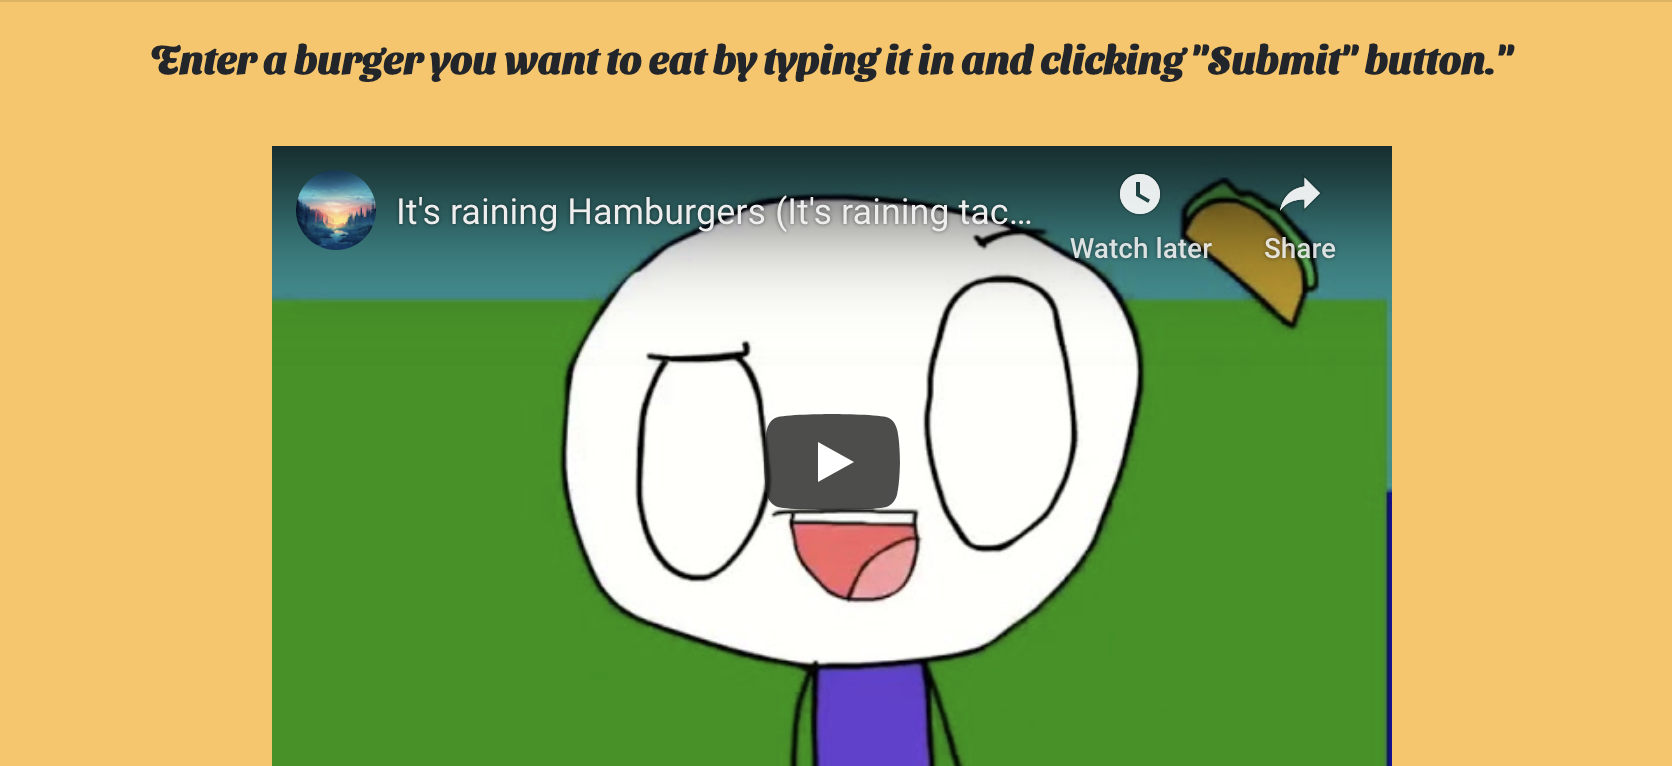 Enter a burger you want to eat by typing it in and clicking "Submit" button."
It's raining Hamburgers (It's raining tac...
Watch later
Share